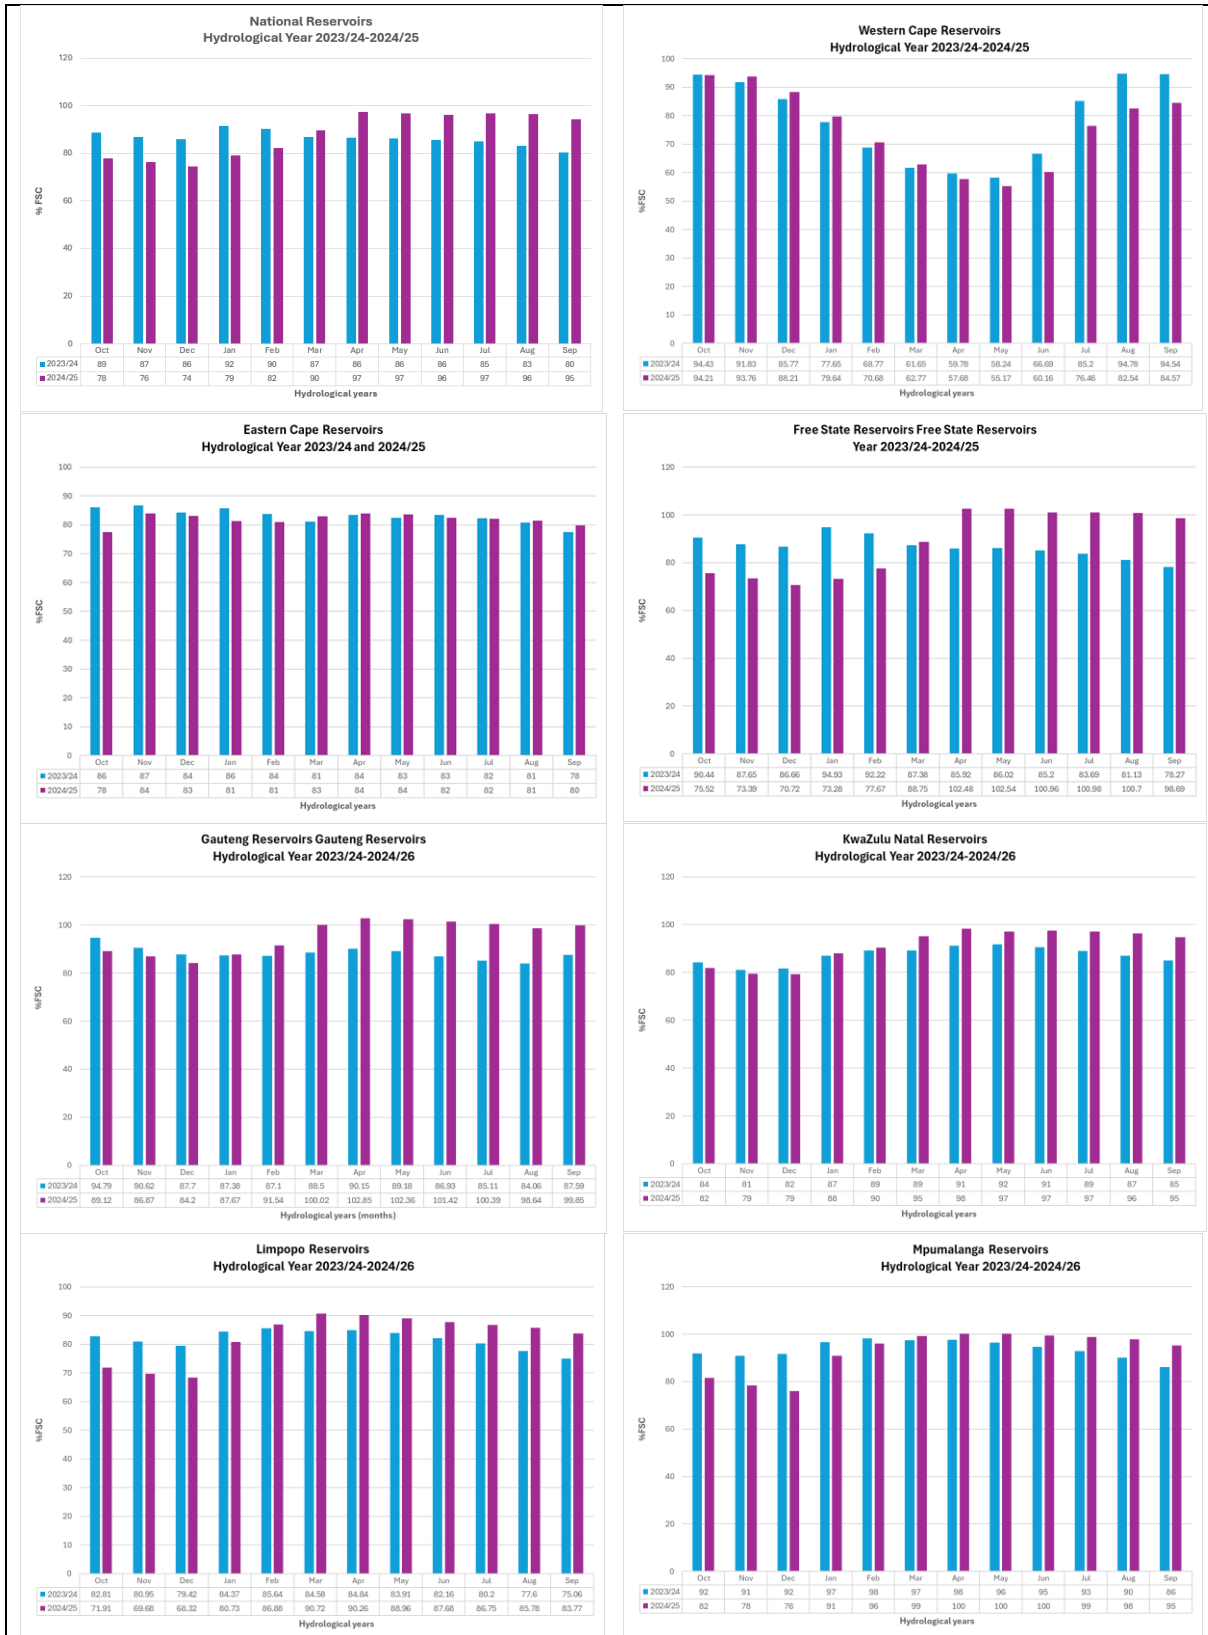 National Reservoirs
Hydrological Year 2023/24-2024/25
120
100
80
60
40
20
0
% FSC
Oct Nov Dec Jan Feb Mar Apr May Jun Jul Aug Sep
2023/24 89 87 86 92 90 87 86 86 86 85 83 80
2024/25 78 76 74 79 82 90 97 97 96 97 96 95
Hydrological years
Western Cape Reservoirs
Hydrological Year 2023/24-2024/25
100
90
80
70
60
50
40
30
20
10
0
%FSC
Oct Nov Dec Jan Feb Mar Apr May Jun Jul Aug Sep
2023/24 94.43 91.83 85.77 77.65 68.77 61.65 59.78 58.24 66.69 85.2 94.78 94.54
2024/25 94.21 93.76 88.21 79.64 70.68 62.77 57.68 55.17 60.16 76.46 82.54 84.57
Hydrological years
Eastern Cape Reservoirs
Hydrological Year 2023/24 and 2024/25
100
90
80
70
60
50
40
30
20
10
0
%FSC
Oct Nov Dec Jan Feb Mar Apr May Jun Jul Aug Sep
2023/24 86 87 84 86 84 81 84 83 83 82 81 78
2024/25 78 84 83 81 81 83 84 84 82 82 81 80
Hydrological years
Free State Reservoirs Free State Reservoirs
Year 2023/24-2024/25
120
100
80
60
40
20
0
%FSC
Oct Nov Dec Jan Feb Mar Apr May Jun Jul Aug Sep
2023/24 90.44 87.65 86.66 94.93 92.22 87.38 85.92 86.02 85.2 83.69 81.13 78.27
2024/25 75.52 73.39 70.72 73.28 77.67 88.75 102.48 102.54 100.96 100.98 100.7 98.69
Hydrological years
Gauteng Reservoirs Gauteng Reservoirs
Hydrological Year 2023/24-2024/26
120
100
80
60
40
20
0
%FSC
Oct Nov Dec Jan Feb Mar Apr May Jun Jul Aug Sep
2023/24 94.79 90.62 87.7 87.38 87.1 88.5 90.15 89.18 86.93 85.11 84.06 87.59
2024/25 89.12 86.87 84.2 87.67 91.54 100.02 102.85 102.36 101.42 100.39 98.64 99.85
Hydrological years (months)
KwaZulu Natal Reservoirs
Hydrological Year 2023/24-2024/26
120
100
80
60
40
20
0
%FSC
Oct Nov Dec Jan Feb Mar Apr May Jun Jul Aug Sep
2023/24 84 81 82 87 89 89 91 92 91 89 87 85
2024/25 82 79 79 88 90 95 98 97 97 97 96 95
Hydrological years
Limpopo Reservoirs
Hydrological Year 2023/24-2024/26
100
90
80
70
60
50
40
30
20
10
0
%FSC
Oct Nov Dec Jan Feb Mar Apr May Jun Jul Aug Sep
2023/24 82.81 80.95 79.42 84.37 85.64 84.58 84.84 83.91 82.16 80.2 77.6 75.06
2024/25 71.91 69.68 68.32 80.73 86.88 90.72 90.26 88.96 87.68 86.75 85.78 83.77
Hydrological years
Mpumalanga Reservoirs
Hydrological Year 2023/24-2024/26
120
100
80
60
40
20
0
%FSC
Oct Nov Dec Jan Feb Mar Apr May Jun Jul Aug Sep
2023/24 92 91 92 97 98 97 98 96 95 93 90 86
2024/25 82 78 76 91 96 99 100 100 100 99 98 95
Hydrological years